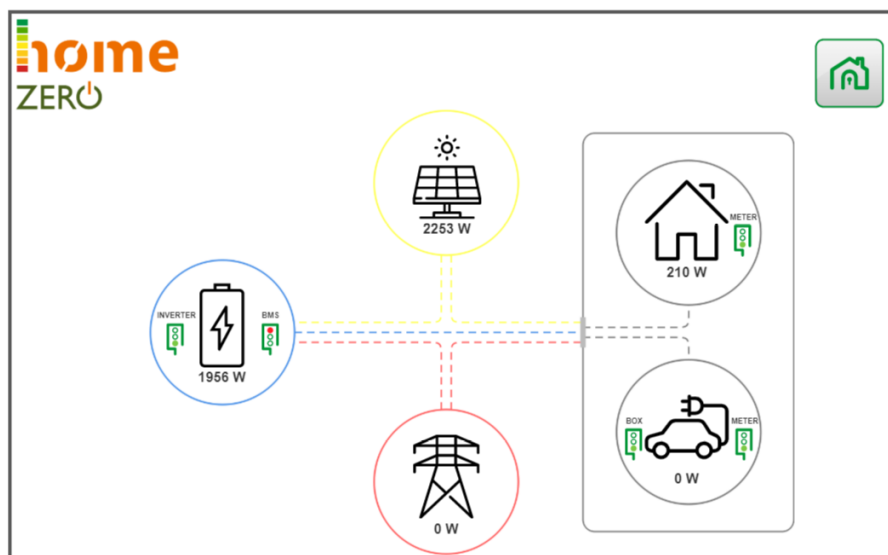 home
ZERO
2253 W
METER
210 W
INVERTER
BMS
1956 W
BOX
METER
0 W
0 W